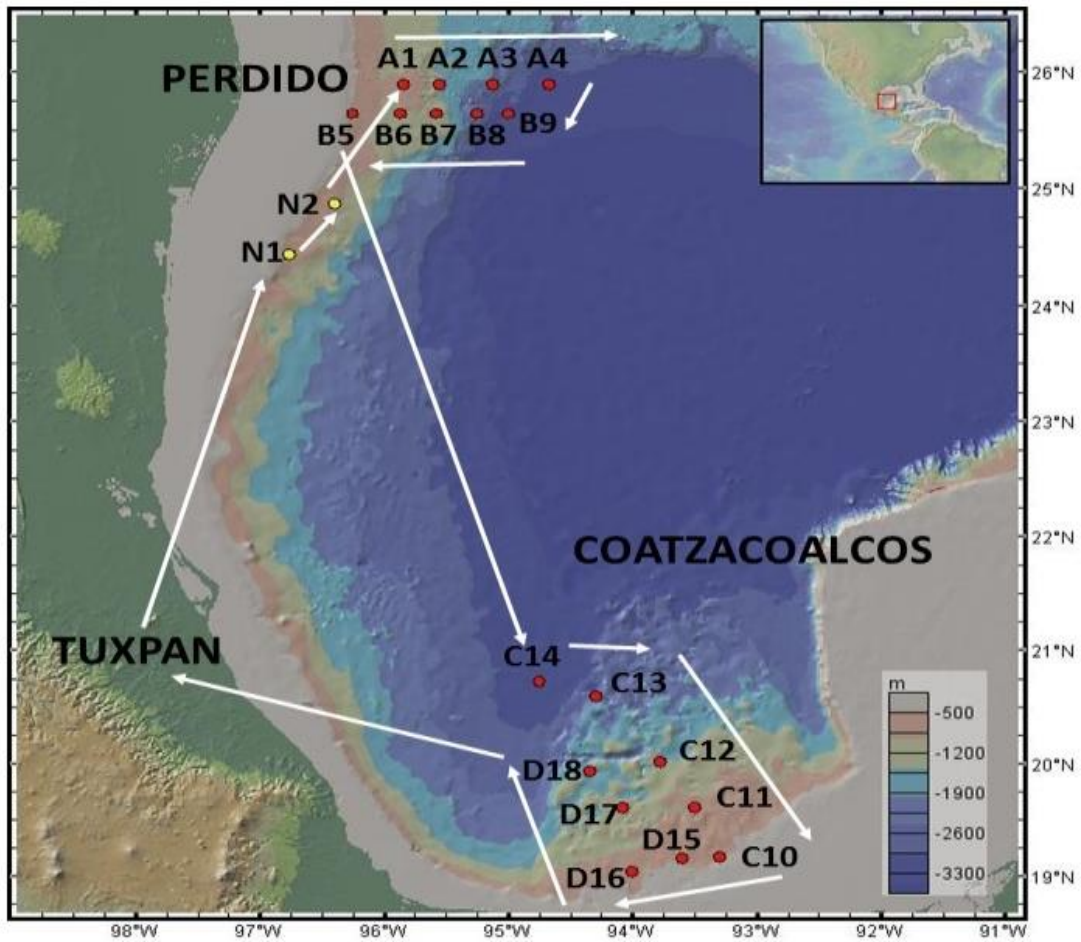 A1 A2 A3 A4
26°N
PERDIDO
B5 B6 B7 B8 B9
25°N
N2
N1
24°N
23°N
COATZACOALCOS
22°N
TUXPAN
C14
21°N
C13
m
-500
C12
-1200
D18
20°N
-1900
C11
D17
-2600
D15
C10
-3300
D16
19°N
98°W 97°W 96°W 95°W 94°W 93°W 92°W 91°W